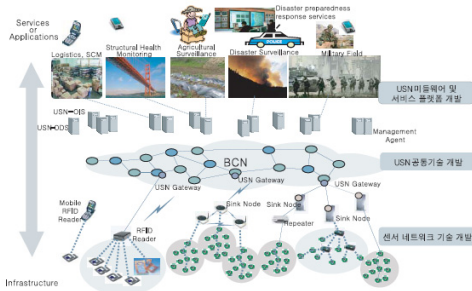 Services
or
Applications
Disaster preparedness
response services
Logistics, SCM
Structural Health
Monitoring
Agricultural
Surveillance
Disaster Surveillance
Military Field
POLICE
USN미들웨어 및
서비스 플랫폼 개발
USN-OIS
USN-ODS
Management
Agent
BCN
USN공통기술 개발
USN Gateway
USN Gateway
USN Gateway
Mobile
RFID
Reader
Sink Node
Sink Node
RFID
Reader
Repeater
Sink Node
센서 네트워크 기술 개발
Infrastructure